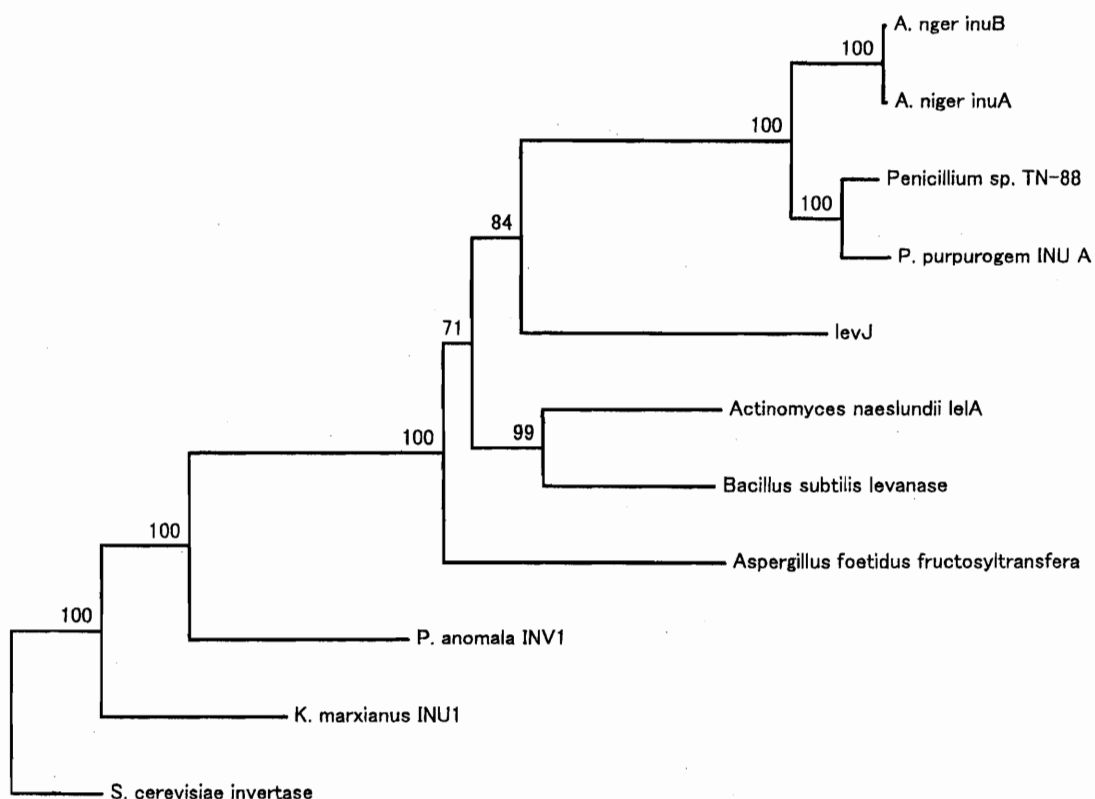 A. nger inuB
100
A. niger inuA
100
Penicillium sp. TN-88
100
P. purpurogem INU A
84
levJ
71
Actinomyces naeslundii lelA
99
100
Bacillus subtilis levanase
100
Aspergillus foetidus fructosyltransfera
100
P. anomala INV1
K. marxianus INU1
S. cerevisiae invertase